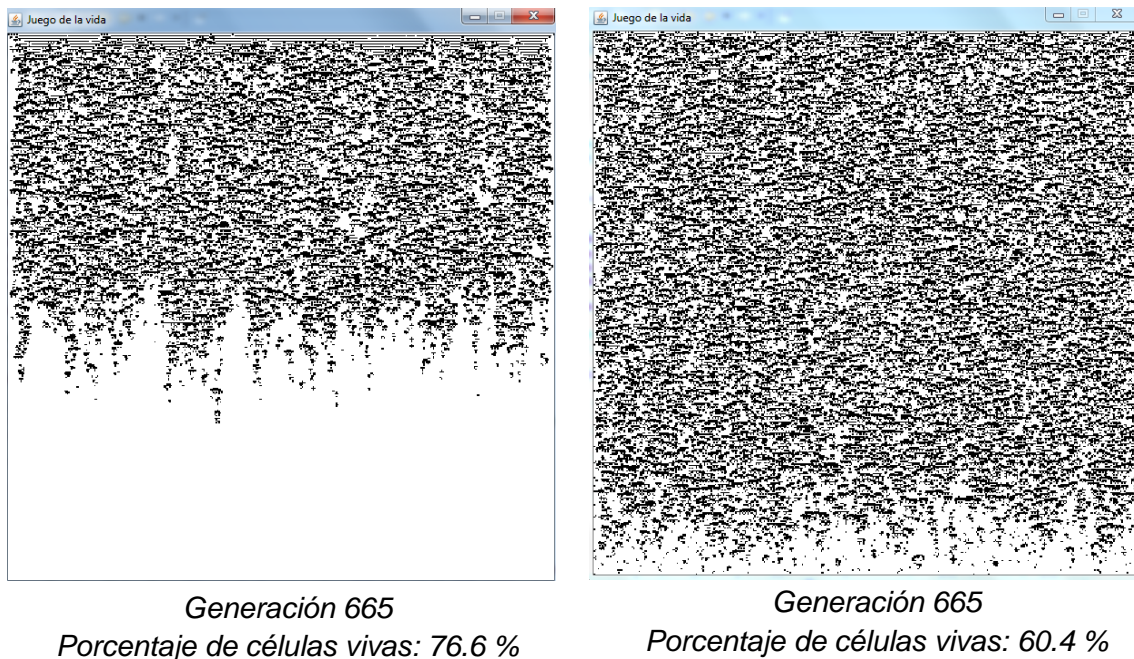 Juego de la vida
Juego de la vida
Generación 665
Porcentaje de células vivas: 76.6 %
Generación 665
Porcentaje de células vivas: 60.4 %